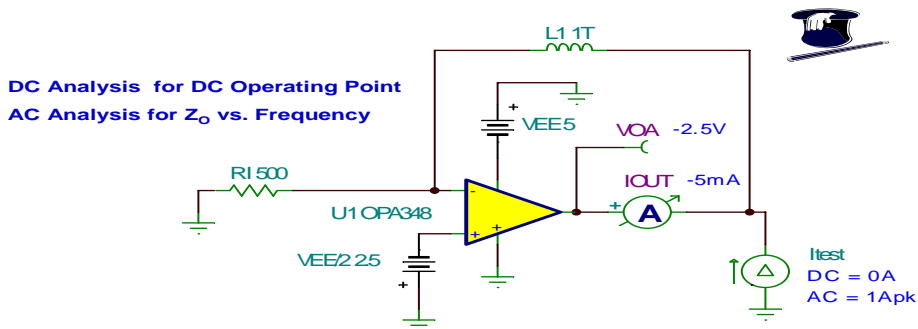 L1 1T
DC Analysis for DC Operating Point
AC Analysis for ZO vs. Frequency
+
VEE 5
VOA -2.5V
RI 500
IOUT -5mA
-
+
+
U1 OPA348
+
A
VEE/2 2.5
+
Itest
DC = 0A
AC = 1Apk